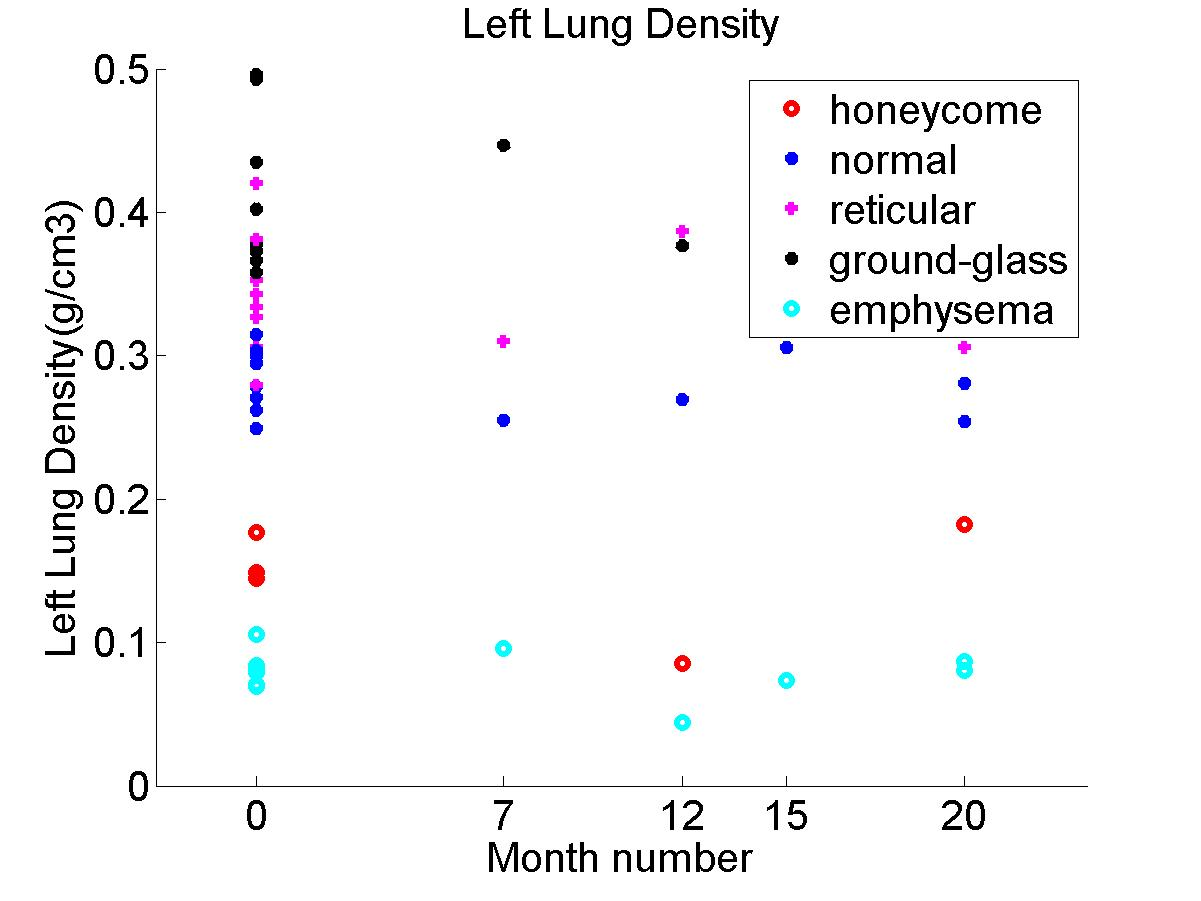 Left Lung Density
0.5
0.4
0.3
0.2
0.1
0
Left Lung Density(g/cm3)
honeycome
normal
reticular
ground-glass
emphysema
0 7 12 15 20
Month number